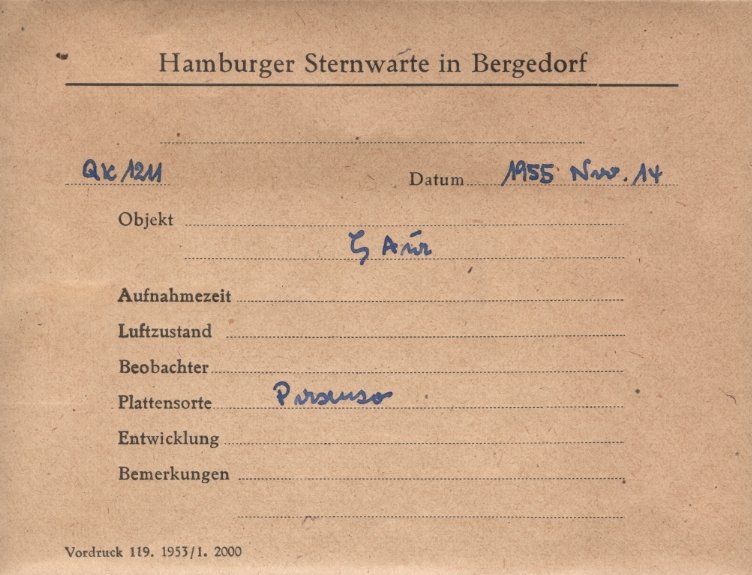 Hamburger Sternwarte in Bergedorf
QK 1211 Datum 1955 Nov. 14
Objekt
ζ Aur
Aufnahmezeit
Luftzustand
Beobachter
Plattensorte
Entwicklung
Bemerkungen
Vordruck 119. 1953/1. 2000